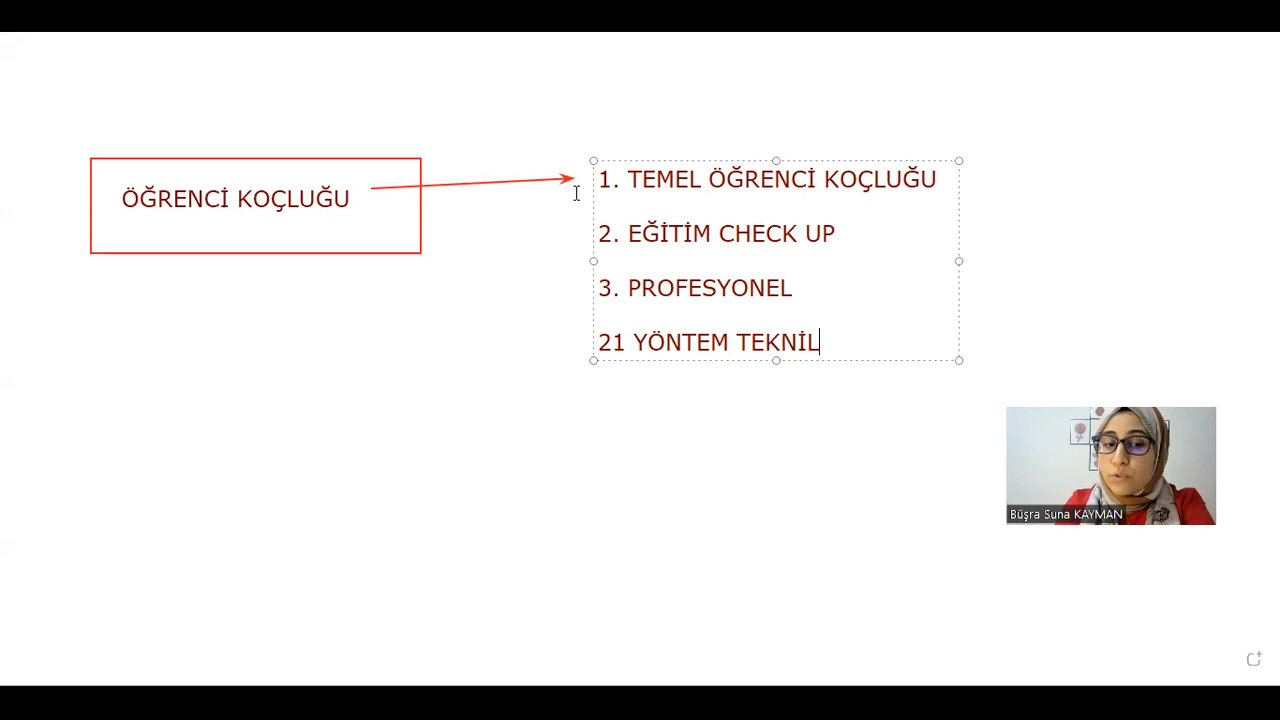 ÖĞRENCİ KOÇLUĞU
1. TEMEL ÖĞRENCİ KOÇLUĞU
2. EĞİTİM CHECK UP
3. PROFESYONEL
21 YÖNTEM TEKNİL
Büşra Suna KAYMAN